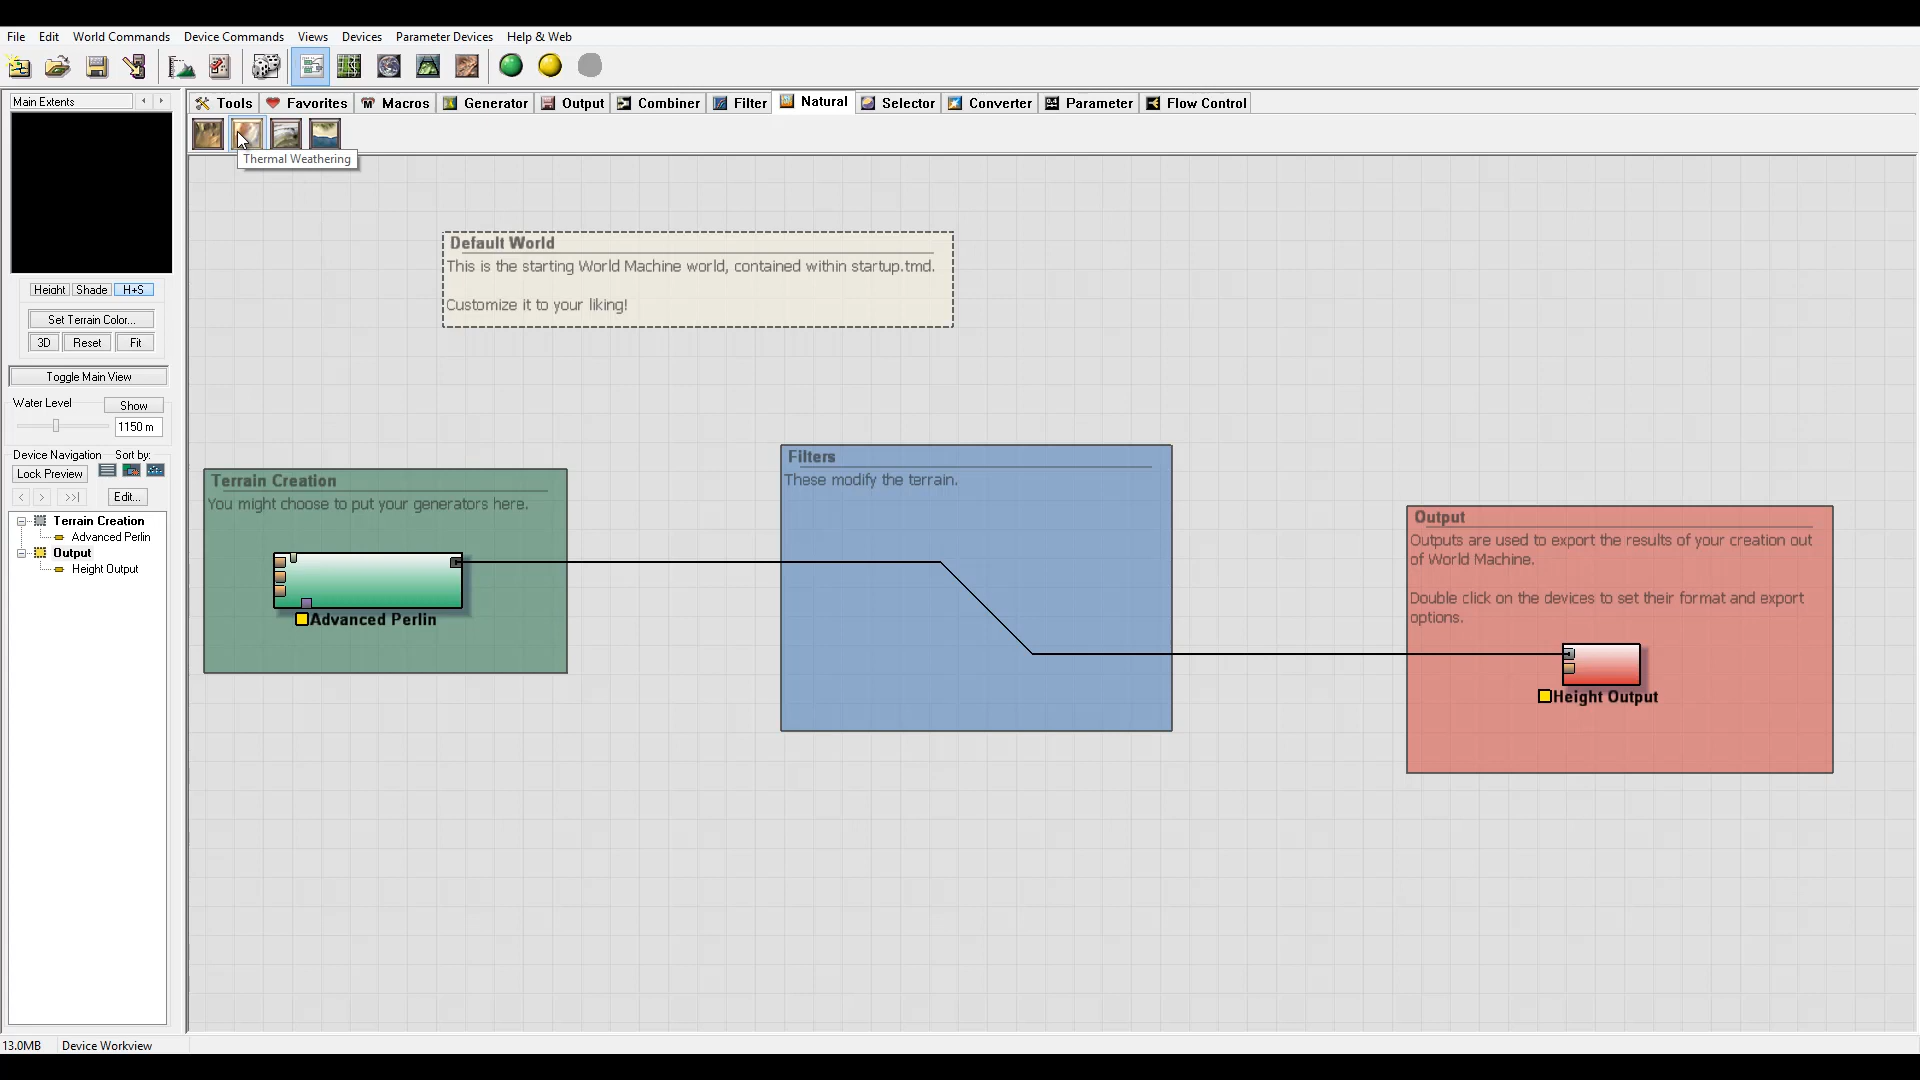 File Edit World Commands Device Commands Views Devices Parameter Devices Help & Web
Main Extents
Tools Favorites Macros Generator Output Combiner Filter Natural Selector Converter Parameter Flow Control
Thermal Weathering
Height Shade H+S
Set Terrain Color...
3D Reset Fit
Toggle Main View
Water Level Show
1150 m
Device Navigation Sort by:
Lock Preview
< > >>| Edit...
Terrain Creation
Advanced Perlin
Output
Height Output
Default World
This is the starting World Machine world, contained within startup.tmd.
Customize it to your liking!
Terrain Creation
You might choose to put your generators here.
Advanced Perlin
Filters
These modify the terrain.
Output
Outputs are used to export the results of your creation out
of World Machine.
Double click on the devices to set their format and export
options.
Height Output
13.0MB Device Workview